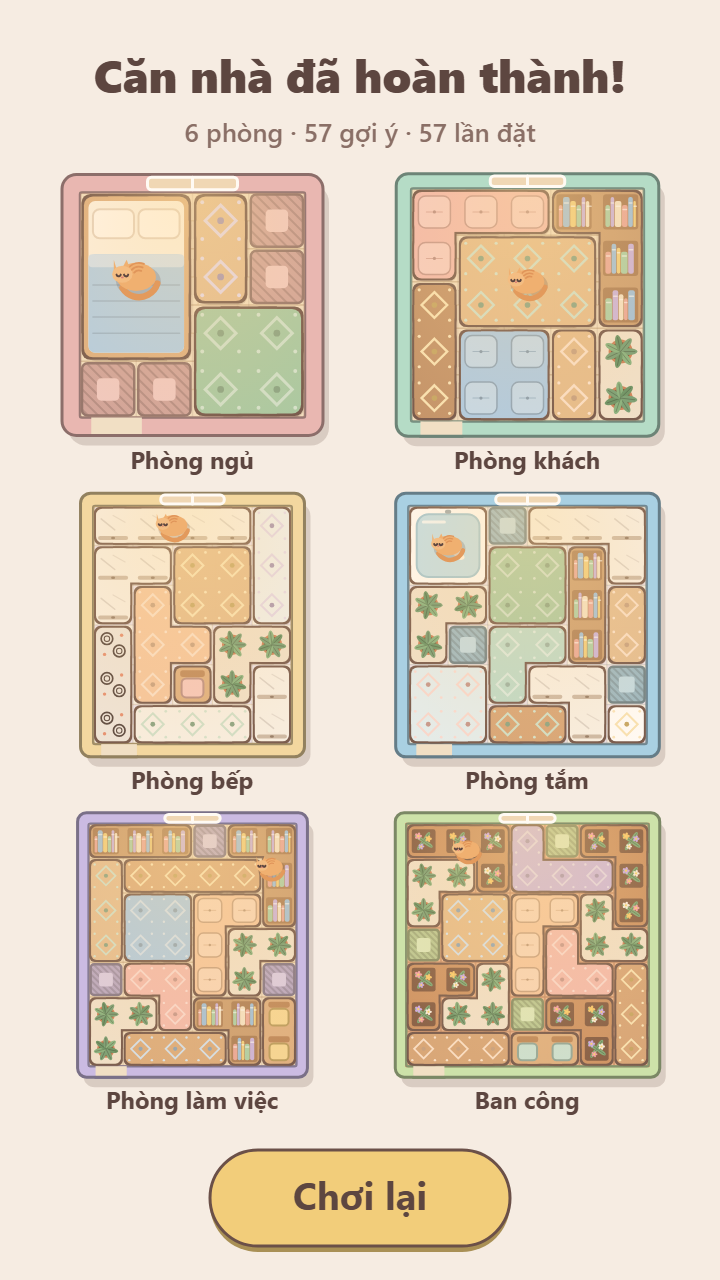 Căn nhà đã hoàn thành!
6 phòng · 57 gợi ý · 57 lần đặt
Phòng ngủ
Phòng khách
Phòng bếp
Phòng tắm
Phòng làm việc
Ban công
Chơi lại